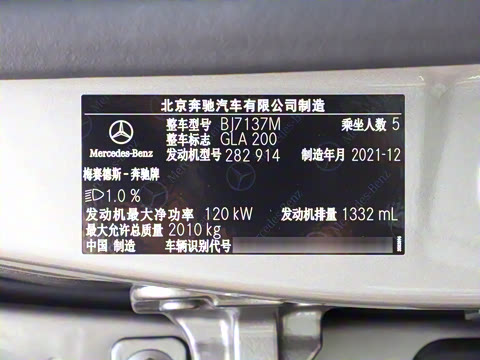 北京奔驰汽车有限公司制造
整车型号 BJ7137M 乘坐人数 5
整车标志 GLA 200
发动机型号 282 914 制造年月 2021-12
Mercedes-Benz
梅赛德斯-奔驰牌
1.0 %
发动机最大净功率 120 kW 发动机排量 1332 mL
最大允许总质量 2010 kg
中国 制造 车辆识别代号